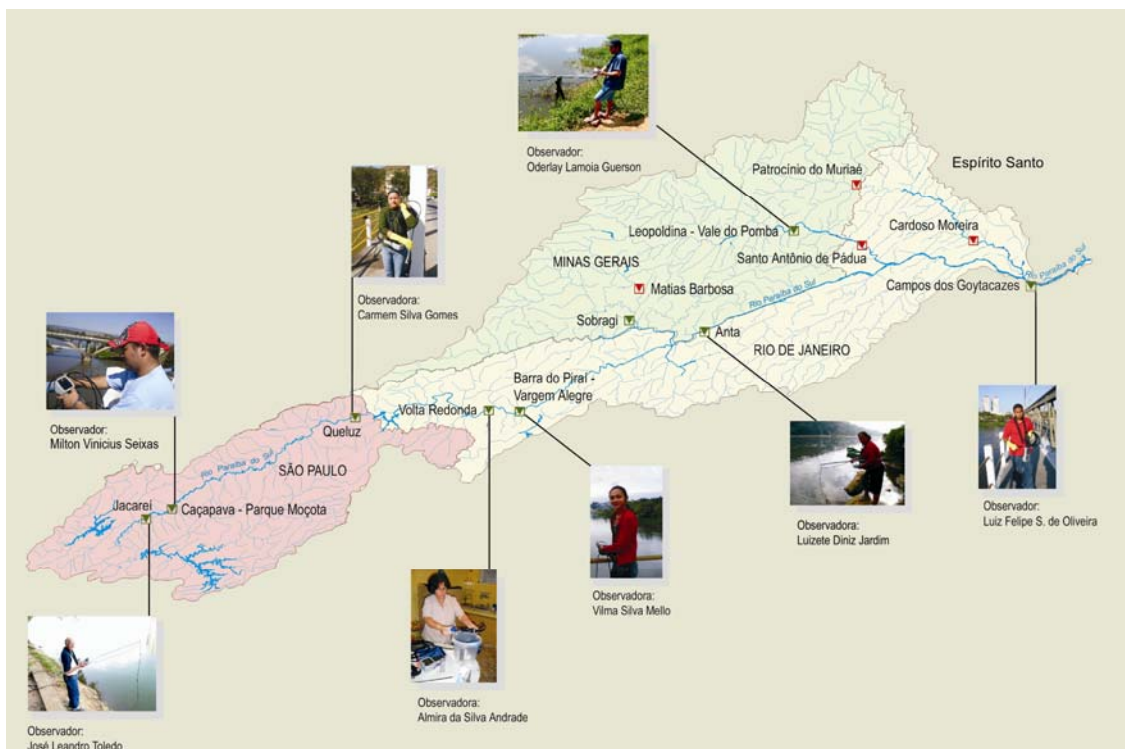 Observador:
Oderlay Lamoia Guerson
Espírito Santo
Patrocínio do Muriaé
Cardoso Moreira
Leopoldina - Vale do Pomba
Santo Antônio de Pádua
MINAS GERAIS
Rio Paraíba do Sul
Campos dos Goytacazes
Matias Barbosa
Rio Paraíba do Sul
Observadora:
Carmem Silva Gomes
Sobragi
Anta
RIO DE JANEIRO
Barra do Piraí -
Vargem Alegre
Volta Redonda
Observador:
Milton Vinicius Seixas
Queluz
Rio Paraíba do Sul
SÃO PAULO
Jacareí
Caçapava - Parque Moçota
Observador:
Luiz Felipe S. de Oliveira
Observadora:
Luizete Diniz Jardim
Observadora:
Vilma Silva Mello
Observadora:
Almira da Silva Andrade
Observador:
José Leandro Toledo